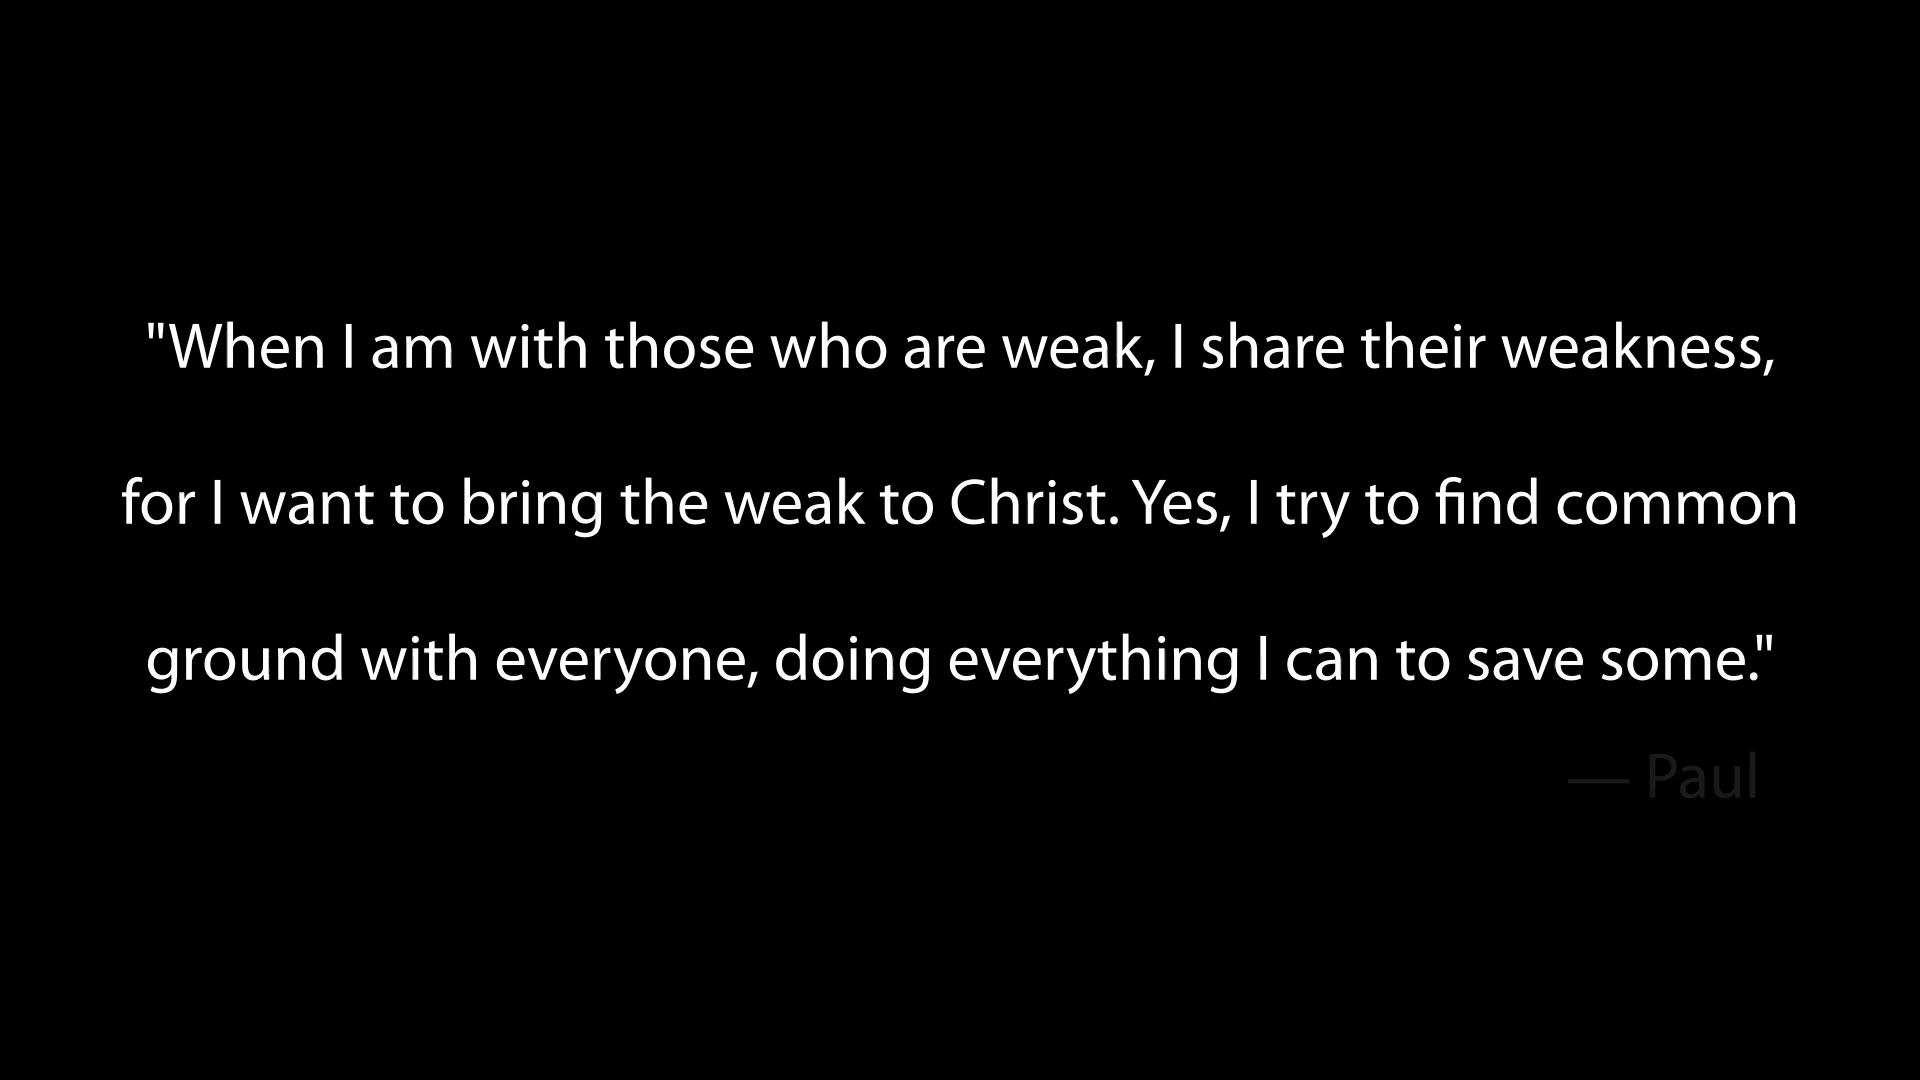 "When I am with those who are weak, I share their weakness,
for I want to bring the weak to Christ. Yes, I try to find common
ground with everyone, doing everything I can to save some."
— Paul